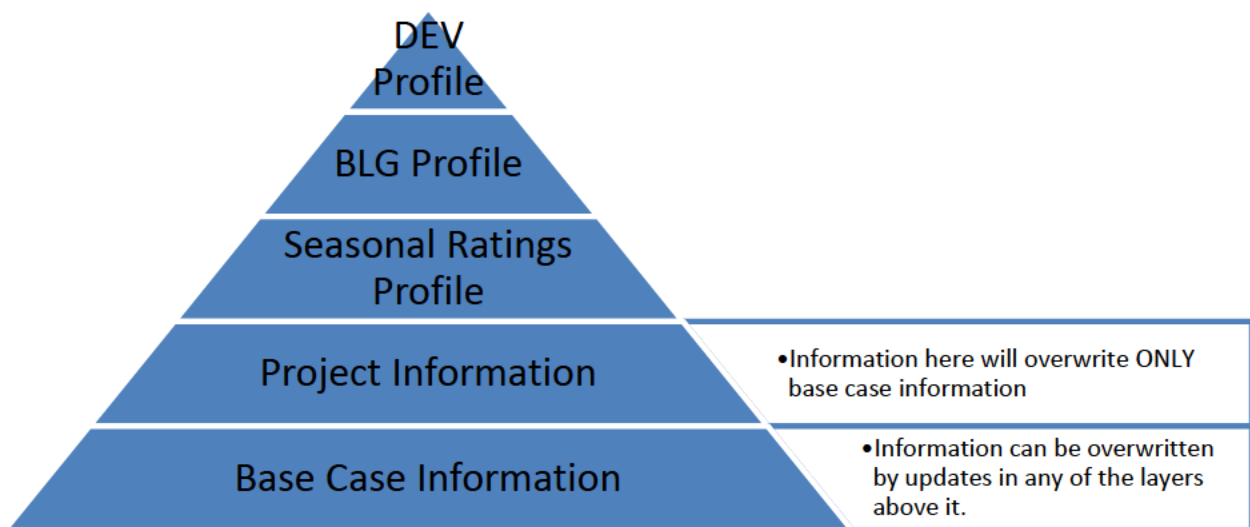 DEV
Profile
BLG Profile
Seasonal Ratings
Profile
Project Information
•Information here will overwrite ONLY
base case information
Base Case Information
•Information can be overwritten
by updates in any of the layers
above it.